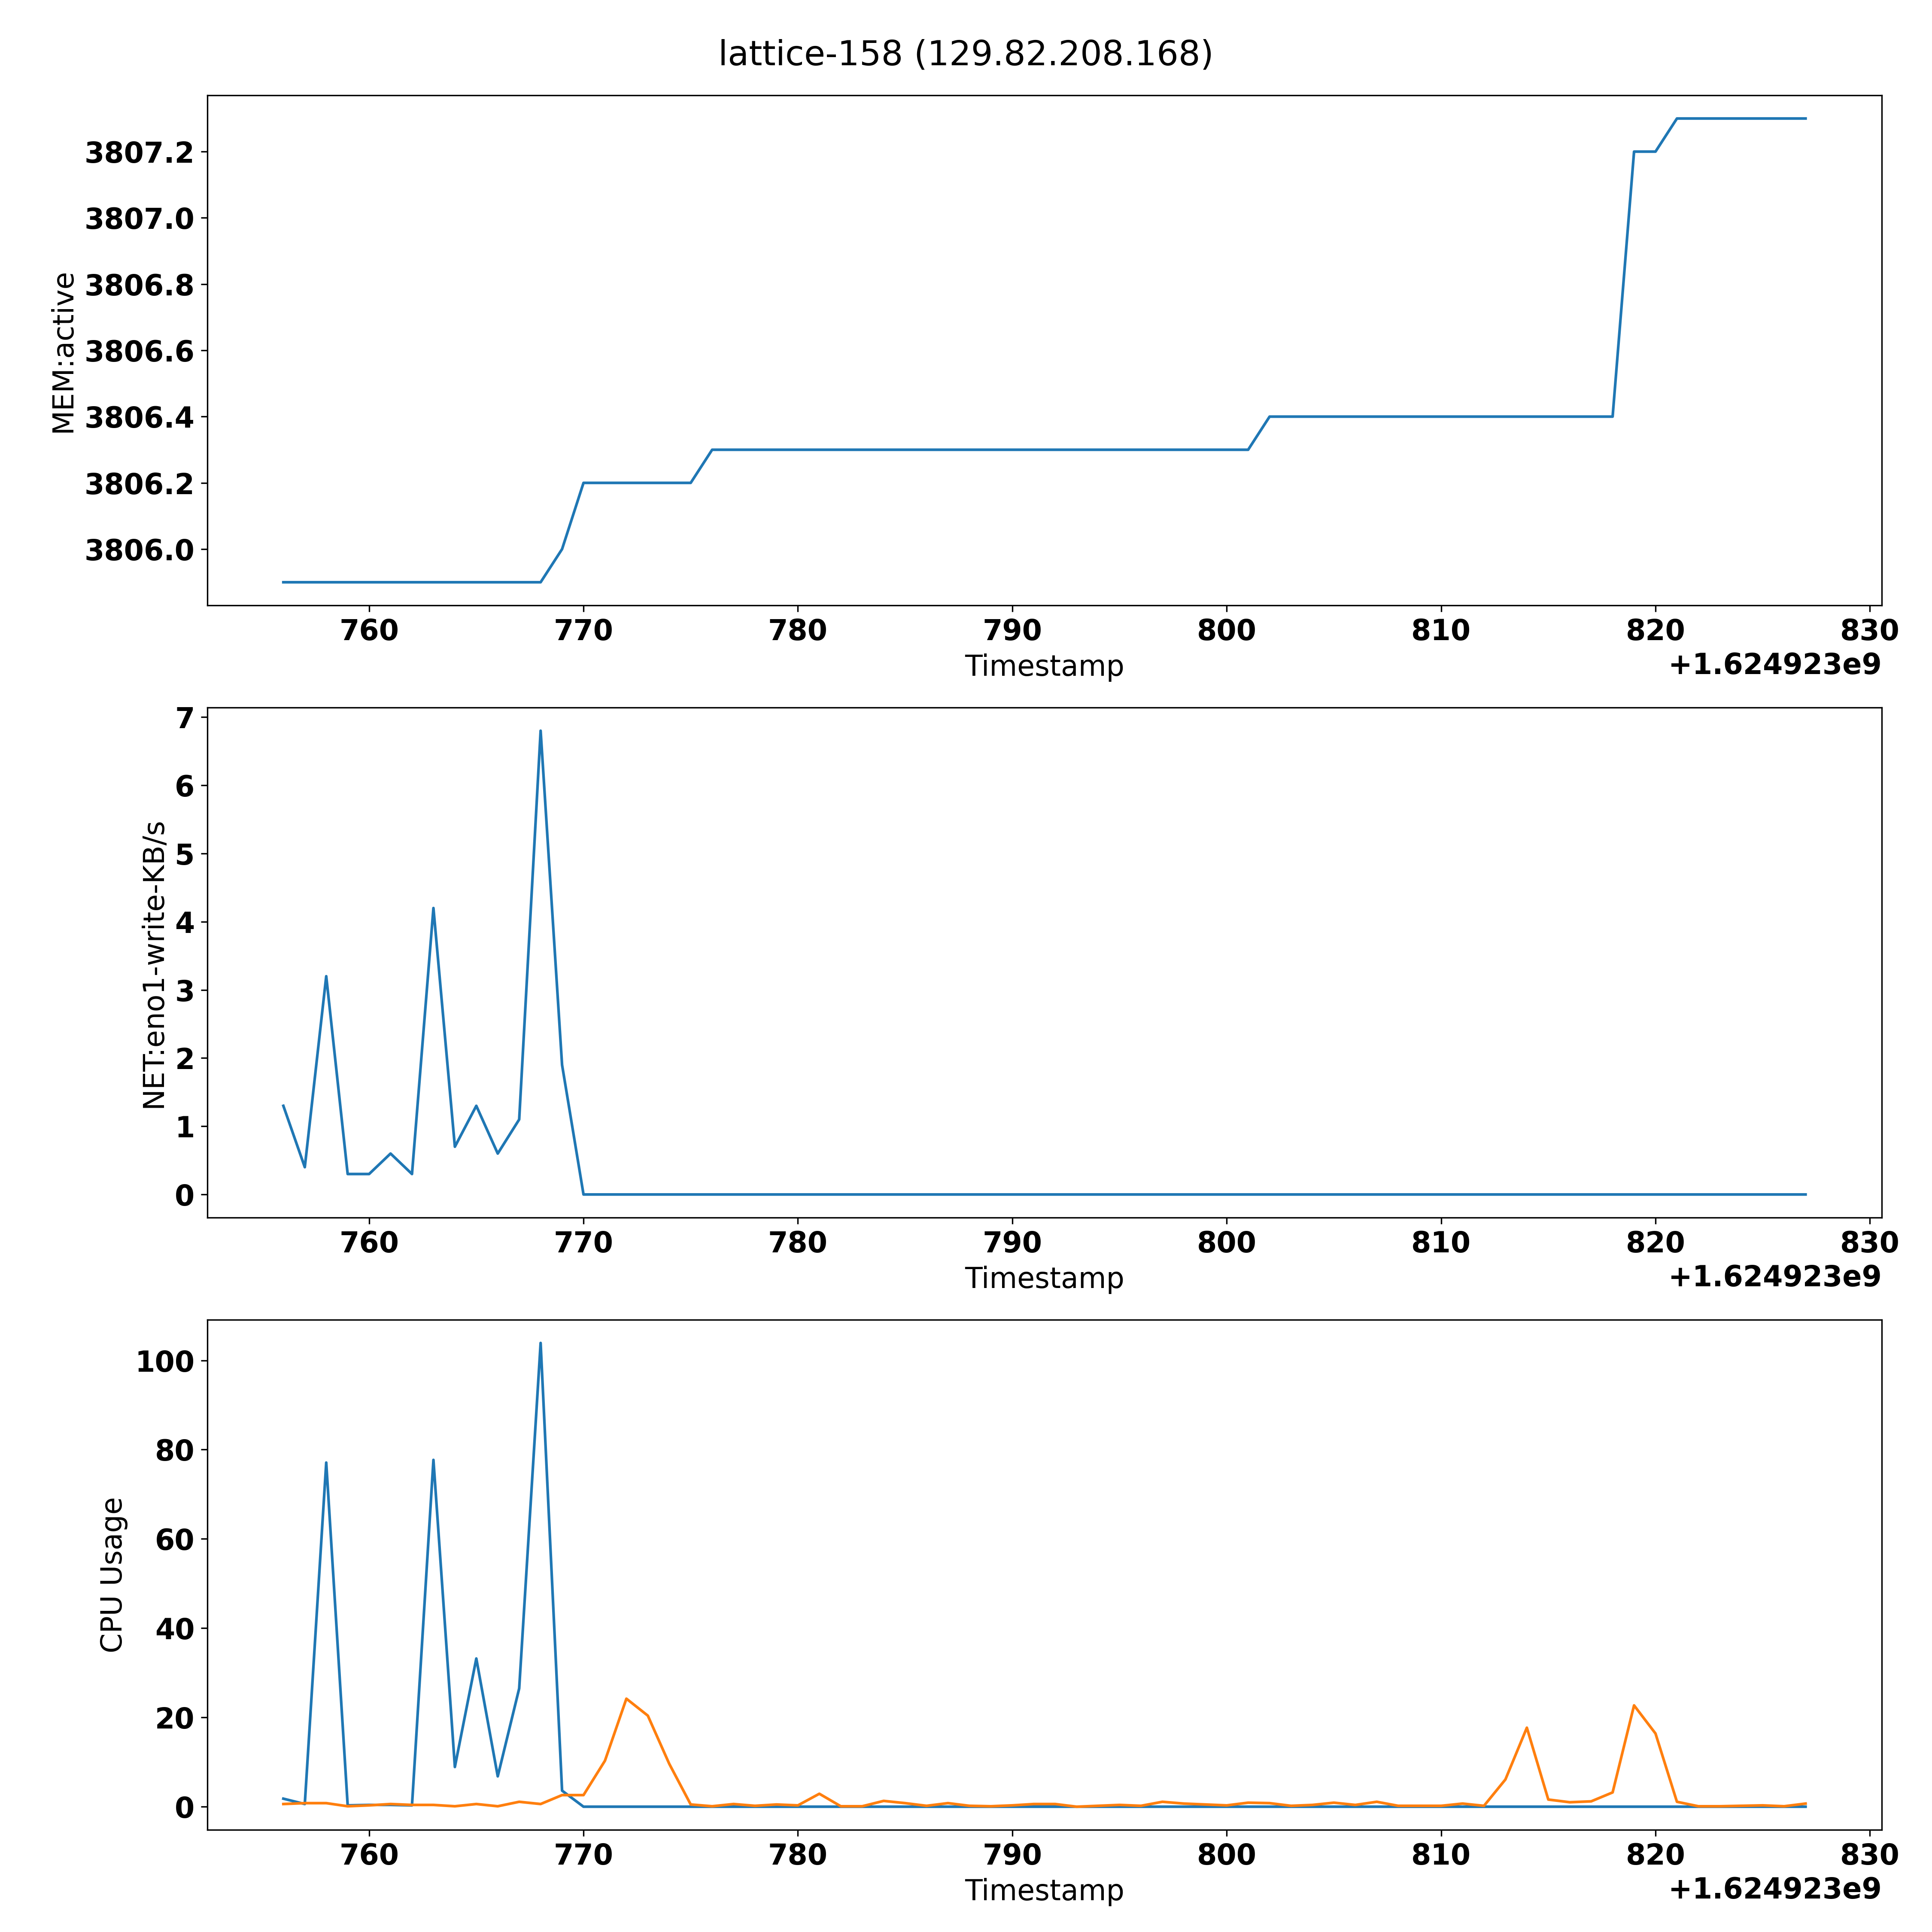 lattice-158 (129.82.208.168)
MEM:active
3807.2
3807.0
3806.8
3806.6
3806.4
3806.2
3806.0
760 770 780 790 800 810 820 830
Timestamp
+1.624923e9
NET:eno1-write-KB/s
7
6
5
4
3
2
1
0
760 770 780 790 800 810 820 830
Timestamp
+1.624923e9
CPU Usage
100
80
60
40
20
0
760 770 780 790 800 810 820 830
Timestamp
+1.624923e9